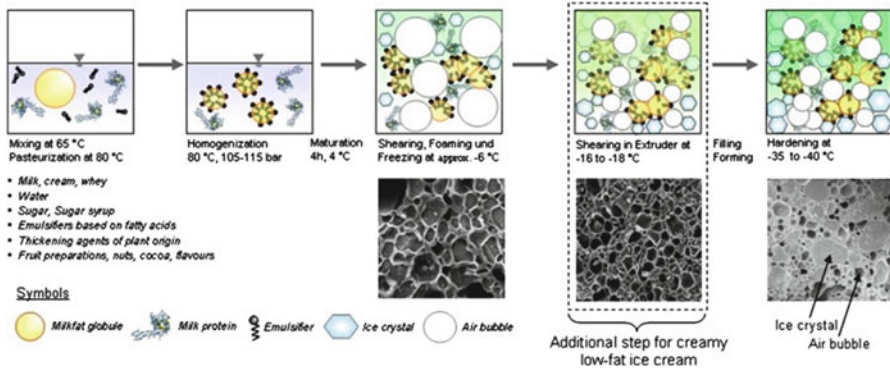 Mixing at 65 °C
Pasteurization at 80 °C
Homogenization
80 °C, 105-115 bar
Maturation
4h, 4 °C
Shearing, Foaming und
Freezing at approx. -6 °C
Shearing in Extruder at
-16 to -18 °C
Filling
Forming
Hardening at
-35 to -40 °C
• Milk, cream, whey
• Water
• Sugar, Sugar syrup
• Emulsifiers based on fatty acids
• Thickening agents of plant origin
• Fruit preparations, nuts, cocoa, flavours
Symbols
Milkfat globule
Milk protein
Emulsifier
Ice crystal
Air bubble
Additional step for creamy
low-fat ice cream
Ice crystal
Air bubble